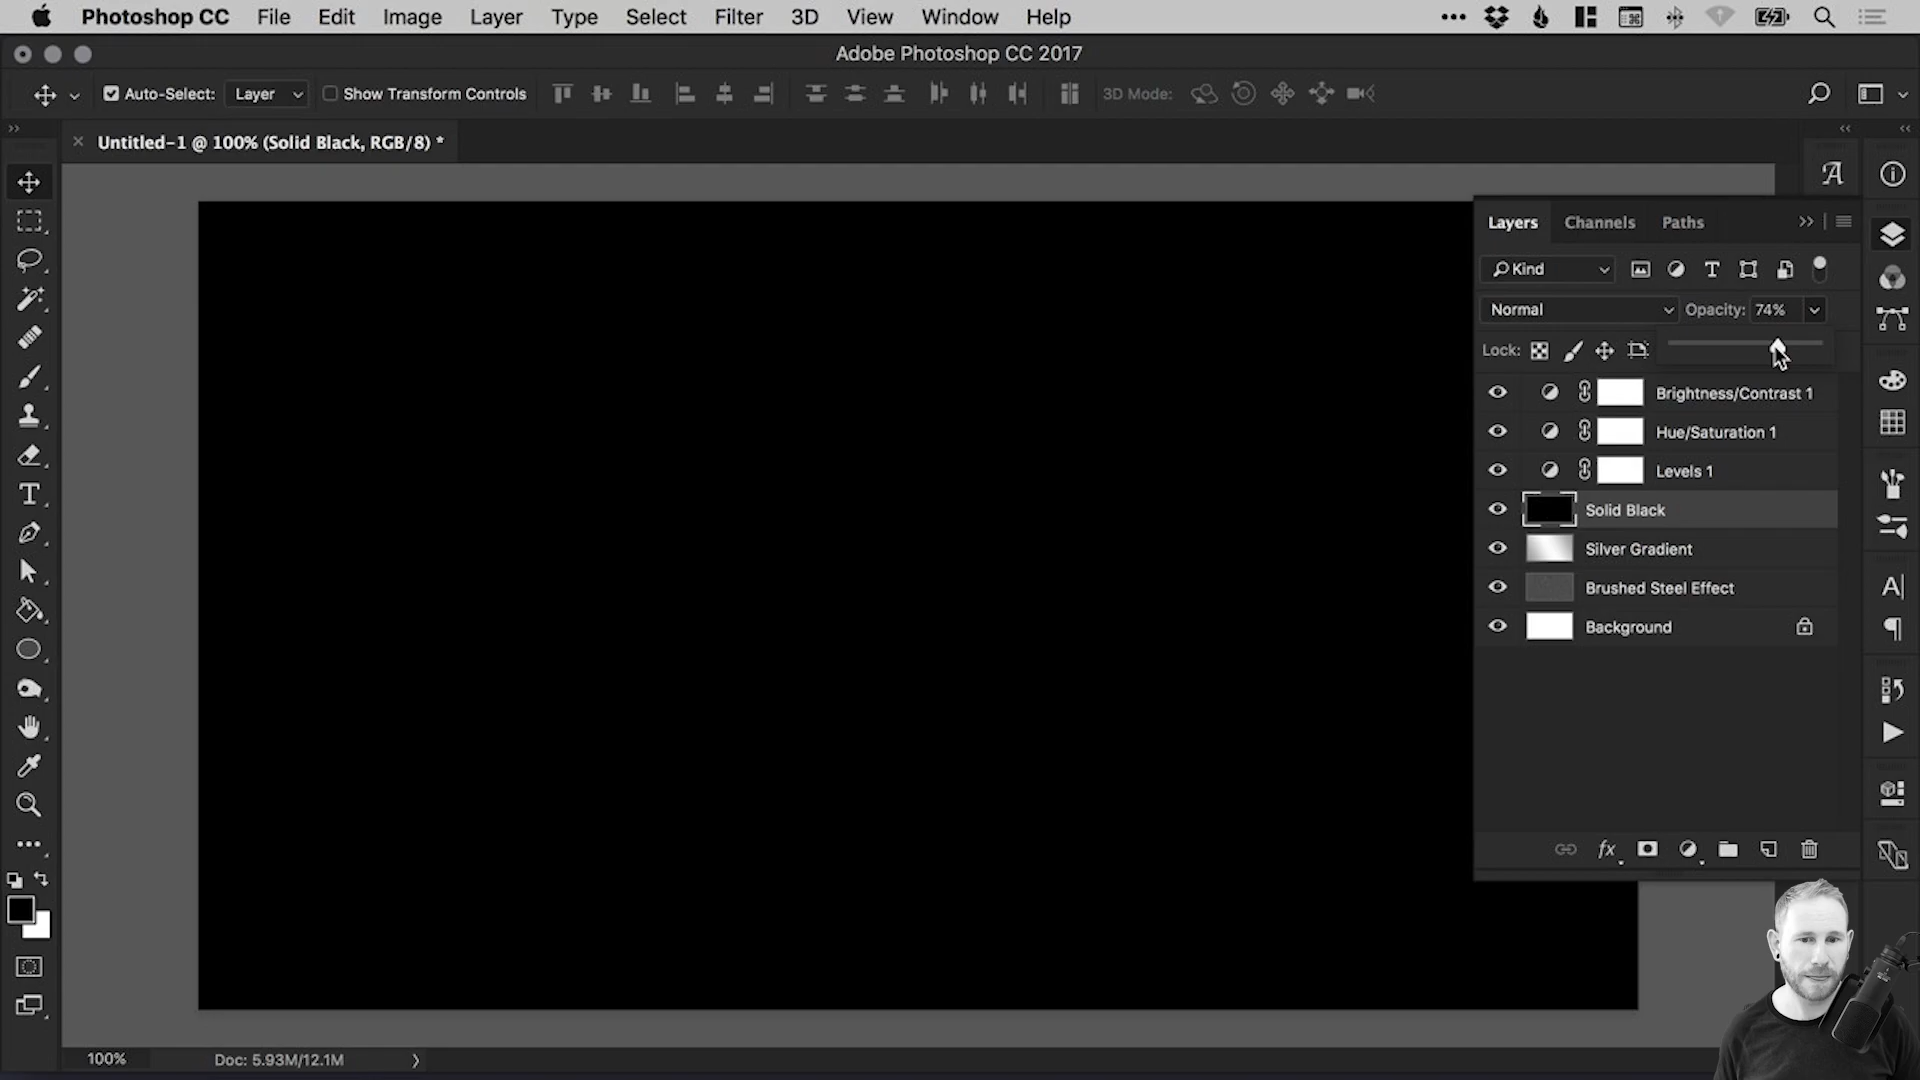 Photoshop CC File Edit Image Layer Type Select Filter 3D View Window Help
Adobe Photoshop CC 2017
Auto-Select: Layer Show Transform Controls 3D Mode:
Untitled-1 @ 100% (Solid Black, RGB/8) *
Layers Channels Paths
Kind
Normal Opacity: 74%
Lock:
Brightness/Contrast 1
Hue/Saturation 1
Levels 1
Solid Black
Silver Gradient
Brushed Steel Effect
Background
fx
100% Doc: 5.93M/12.1M